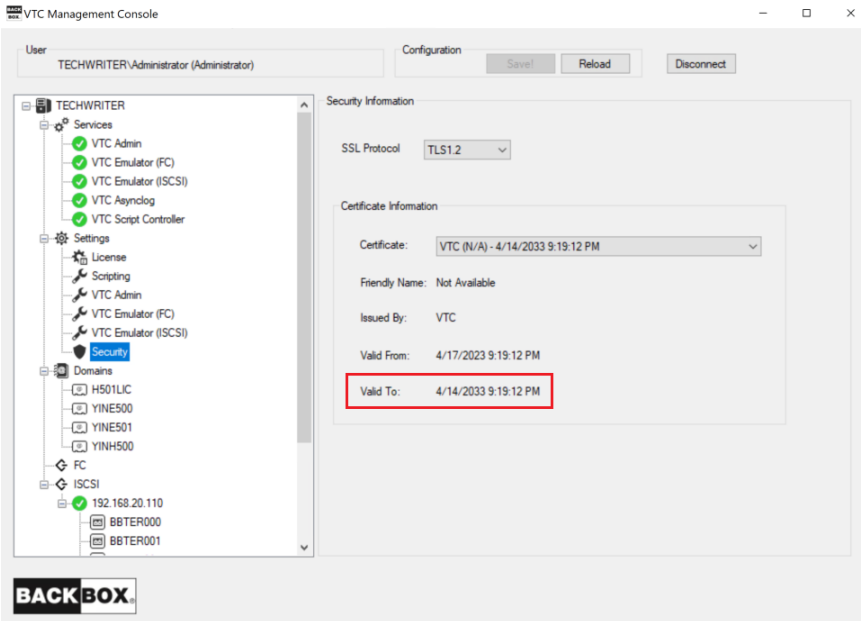 BACK BOX. VTC Management Console
User
TECHWRITER\Administrator (Administrator)
Configuration
Save!
Reload
Disconnect
TECHWRITER
Services
VTC Admin
VTC Emulator (FC)
VTC Emulator (ISCSI)
VTC Asynclog
VTC Script Controller
Settings
License
Scripting
VTC Admin
VTC Emulator (FC)
VTC Emulator (ISCSI)
Security
Domains
H501LIC
YINE500
YINE501
YINH500
FC
ISCSI
192.168.20.110
BBTER000
BBTER001
Security Information
SSL Protocol TLS1.2
Certificate Information
Certificate: VTC (N/A) - 4/14/2033 9:19:12 PM
Friendly Name: Not Available
Issued By: VTC
Valid From: 4/17/2023 9:19:12 PM
Valid To: 4/14/2033 9:19:12 PM
BACKBOX®